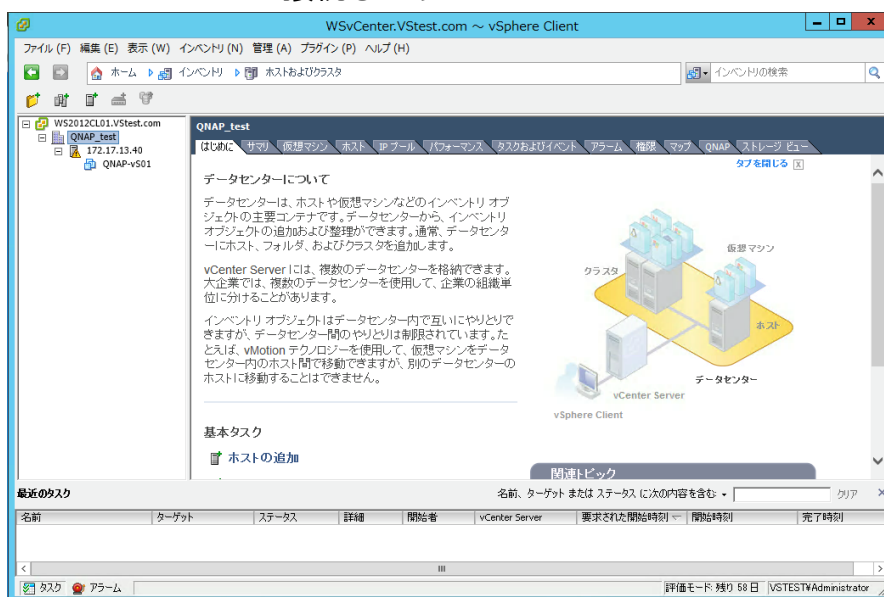 WSvCenter.VStest.com ～ vSphere Client
ファイル (F) 編集 (E) 表示 (W) インベントリ (N) 管理 (A) プラグイン (P) ヘルプ (H)
ホーム インベントリ ホストおよびクラスタ インベントリの検索
WS2012CL01.VStest.com
QNAP_test
172.17.13.40
QNAP-vS01
QNAP_test
はじめに サマリ 仮想マシン ホスト IP プール パフォーマンス タスクおよびイベント アラーム 権限 マップ QNAP ストレージ ビュー
タブを閉じる
データセンターについて
データセンターは、ホストや仮想マシンなどのインベントリ オブ
ジェクトの主要コンテナです。データセンターから、インベントリ
オブジェクトの追加および整理ができます。通常、データセンタ
ーにホスト、フォルダ、およびクラスタを追加します。
vCenter Server には、複数のデータセンターを格納できます。
大企業では、複数のデータセンターを使用して、企業の組織単
位に分けることがあります。
インベントリ オブジェクトはデータセンター内で互いにやりとりで
きますが、データセンター間のやりとりは制限されています。た
とえば、vMotion テクノロジーを使用して、仮想マシンをデータ
センター内のホスト間で移動できますが、別のデータセンターの
ホストに移動することはできません。
仮想マシン
クラスタ
ホスト
データセンター
vCenter Server
vSphere Client
基本タスク
ホストの追加
関連トピック
最近のタスク 名前、ターゲット または ステータス に次の内容を含む: クリア
名前 ターゲット ステータス 詳細 開始者 vCenter Server 要求された開始時刻 開始時刻 完了時刻
タスク アラーム 評価モード: 残り 58 日 VSTEST¥Administrator